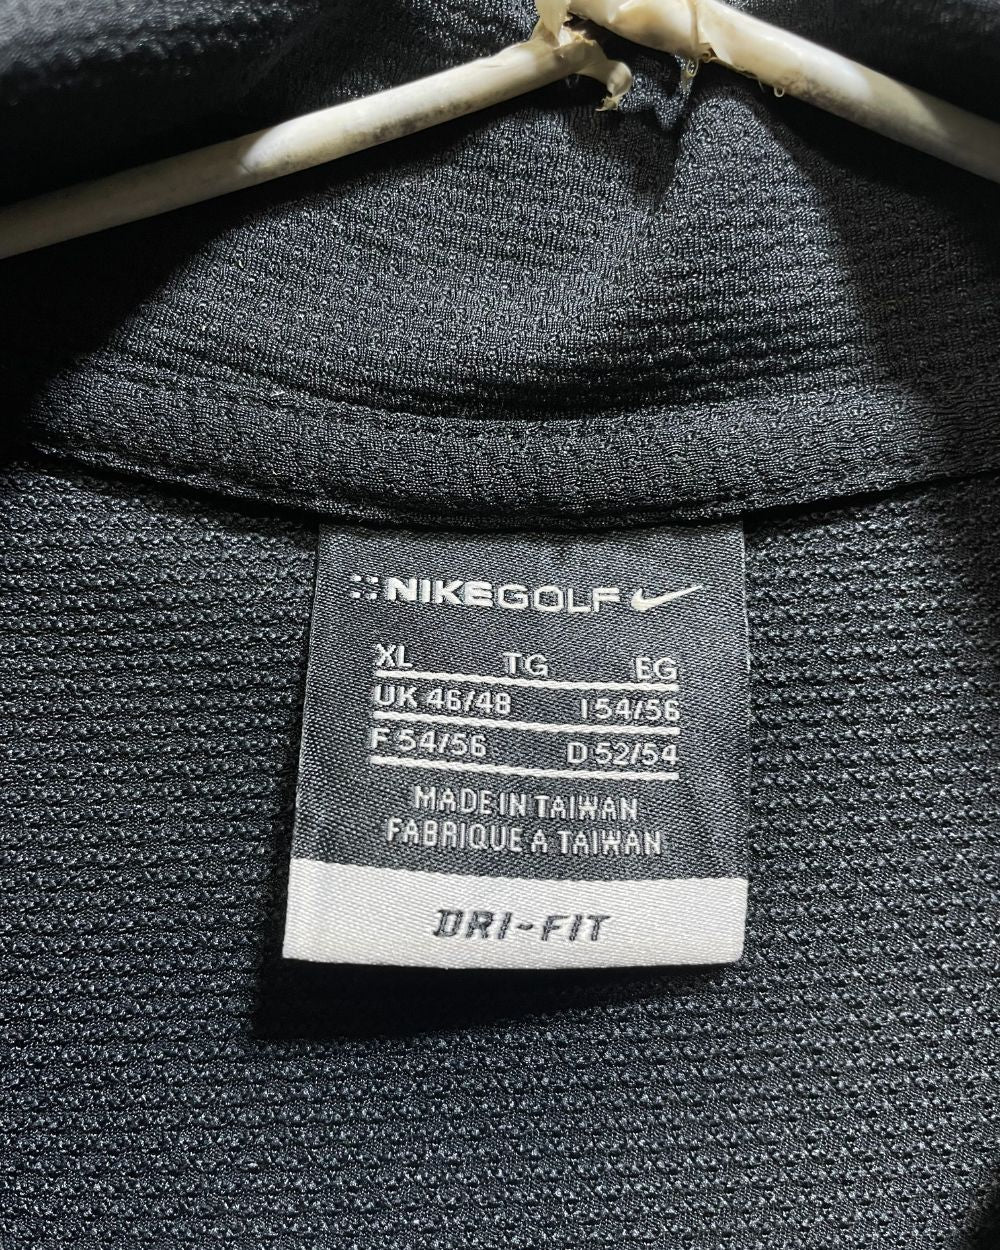 NIKEGOLF
XL TG EG
UK 46/48 I 54/56
F 54/56 D 52/54
MADE IN TAIWAN
FABRIQUE A TAIWAN
DRI-FIT